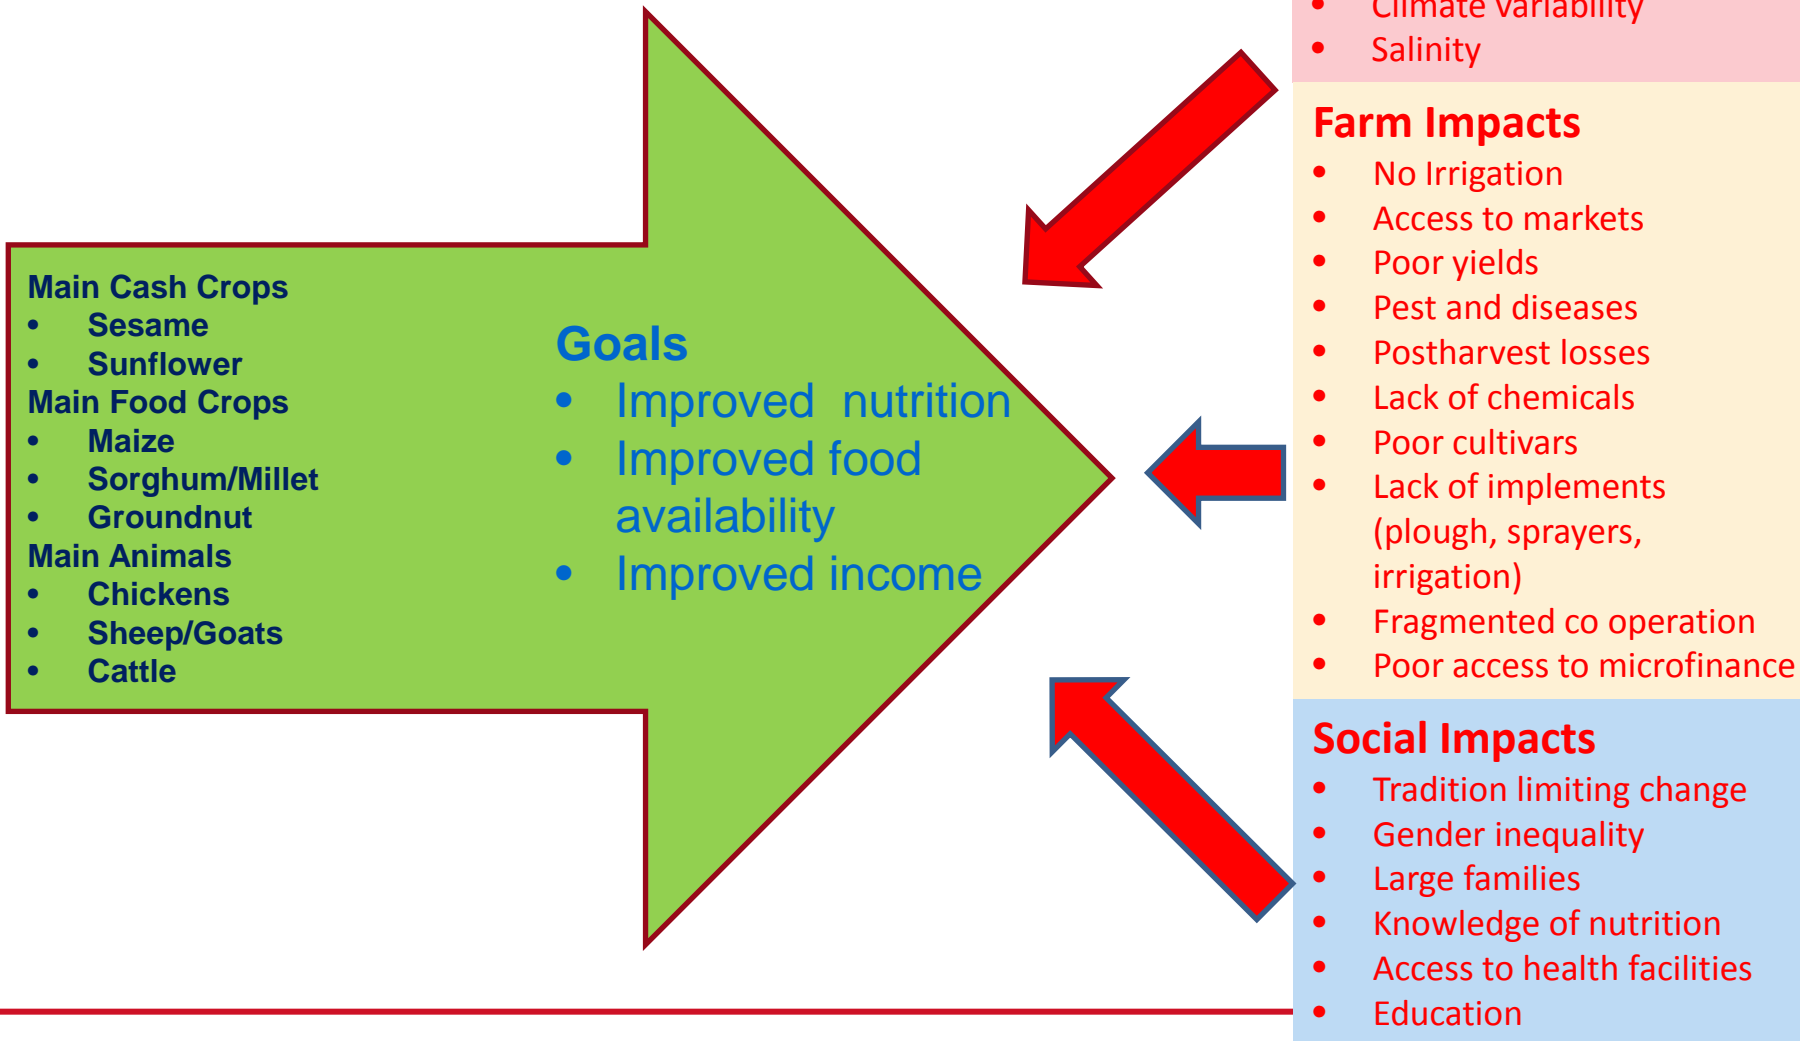 Main Cash Crops
• Sesame
• Sunflower
Main Food Crops
• Maize
• Sorghum/Millet
• Groundnut
Main Animals
• Chickens
• Sheep/Goats
• Cattle
Goals
• Improved nutrition
• Improved food
availability
• Improved income
• Climate variability
• Salinity
Farm Impacts
• No Irrigation
• Access to markets
• Poor yields
• Pest and diseases
• Postharvest losses
• Lack of chemicals
• Poor cultivars
• Lack of implements
(plough, sprayers,
irrigation)
• Fragmented co operation
• Poor access to microfinance
Social Impacts
• Tradition limiting change
• Gender inequality
• Large families
• Knowledge of nutrition
• Access to health facilities
• Education